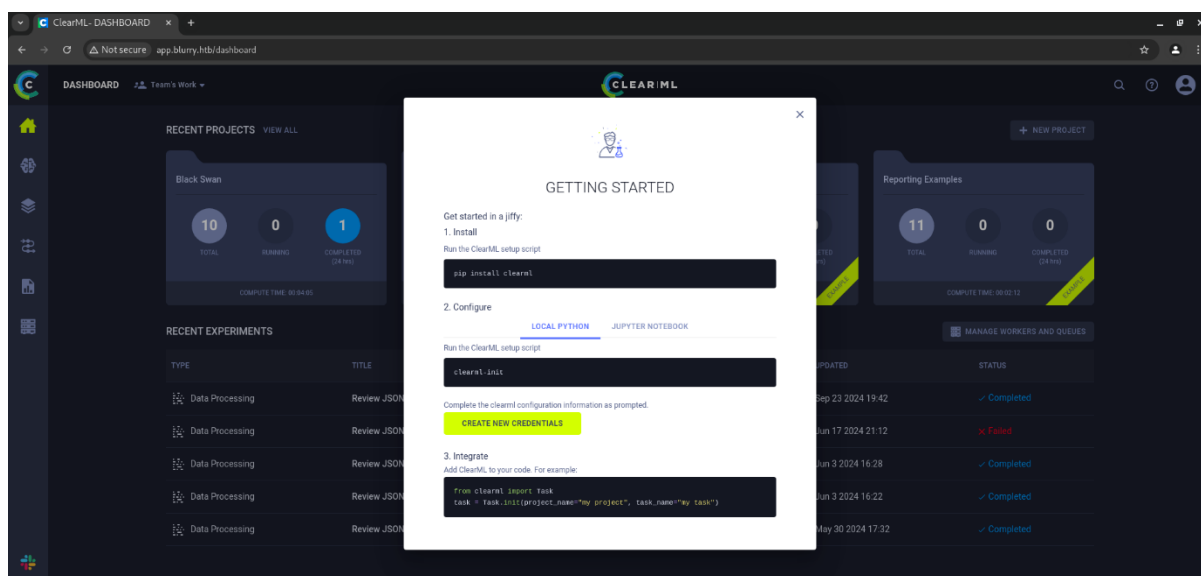 ClearML- DASHBOARD
Not secure app.blurry.htb/dashboard
DASHBOARD Team's Work
CLEAR|ML
RECENT PROJECTS VIEW ALL
+ NEW PROJECT
Black Swan
10 0 1
TOTAL RUNNING COMPLETED
(24 hrs)
COMPUTE TIME: 00:04:05
Reporting Examples
11 0 0
TOTAL RUNNING COMPLETED
(24 hrs)
COMPUTE TIME: 00:02:12
EXAMPLE
EXAMPLE
GETTING STARTED
Get started in a jiffy:
1. Install
Run the ClearML setup script
pip install clearml
2. Configure
LOCAL PYTHON JUPYTER NOTEBOOK
Run the ClearML setup script
clearml-init
Complete the clearml configuration information as prompted.
CREATE NEW CREDENTIALS
3. Integrate
Add ClearML to your code. For example:
from clearml import Task
task = Task.init(project_name="my project", task_name="my task")
RECENT EXPERIMENTS
MANAGE WORKERS AND QUEUES
TYPE TITLE UPDATED STATUS
Data Processing Review JSON Sep 23 2024 19:42 Completed
Data Processing Review JSON Jun 17 2024 21:12 Failed
Data Processing Review JSON Jun 3 2024 16:28 Completed
Data Processing Review JSON Jun 3 2024 16:22 Completed
Data Processing Review JSON May 30 2024 17:32 Completed